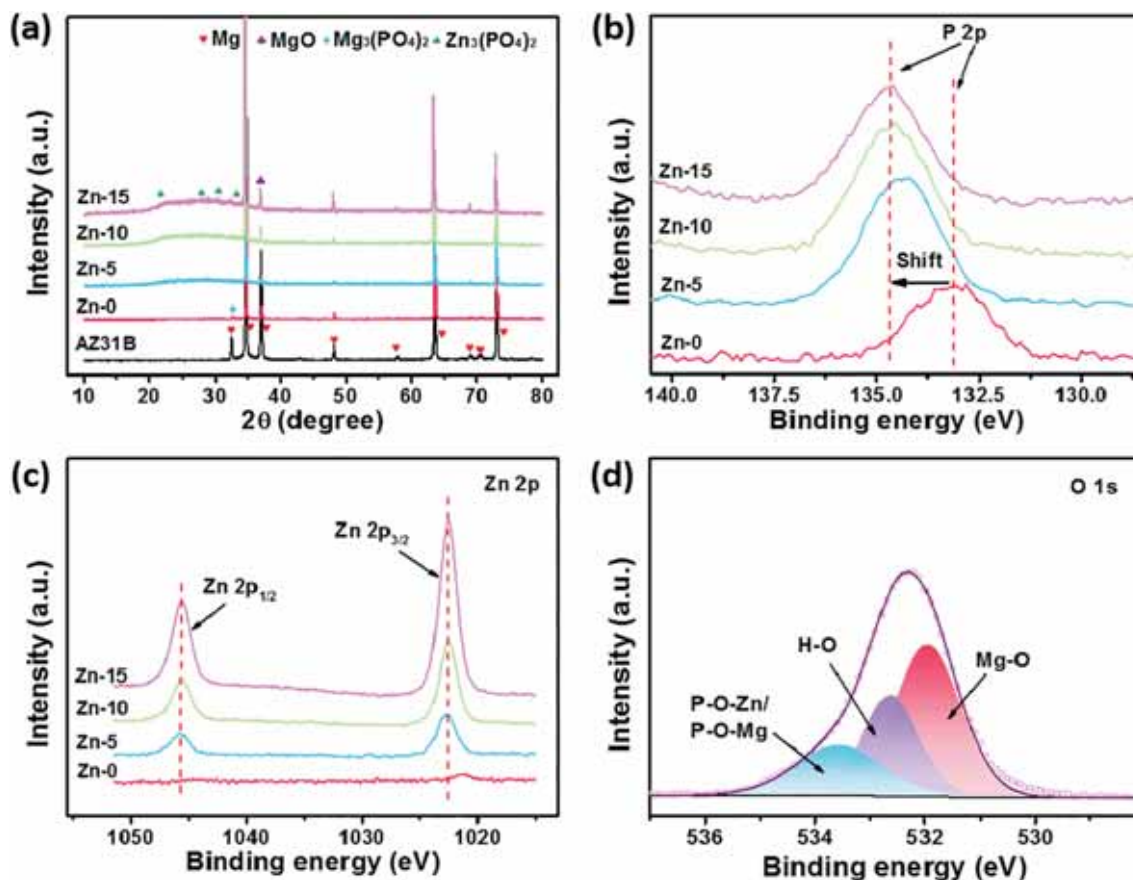 (a)
♥ Mg ♠ MgO ♦ Mg₃(PO₄)₂ ♣ Zn₃(PO₄)₂
Intensity (a.u.)
Zn-15
Zn-10
Zn-5
Zn-0
AZ31B
10 20 30 40 50 60 70 80
2θ (degree)
(b)
P 2p
Intensity (a.u.)
Zn-15
Zn-10
Zn-5
Shift
Zn-0
140.0 137.5 135.0 132.5 130.0
Binding energy (eV)
(c)
Zn 2p
Intensity (a.u.)
Zn 2p₃/₂
Zn 2p₁/₂
Zn-15
Zn-10
Zn-5
Zn-0
1050 1040 1030 1020
Binding energy (eV)
(d)
O 1s
Intensity (a.u.)
H-O
Mg-O
P-O-Zn/
P-O-Mg
536 534 532 530
Binding energy (eV)